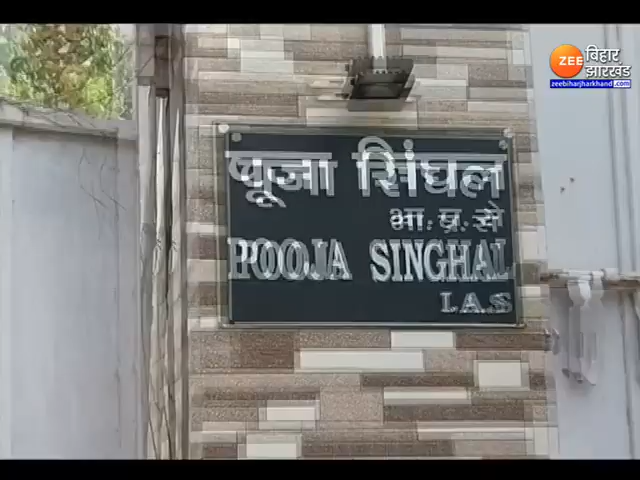 ZEE बिहार
झारखंड
zeebiharjharkhand.com
पूजा सिंघल
भा.प्र.से
POOJA SINGHAL
I.A.S